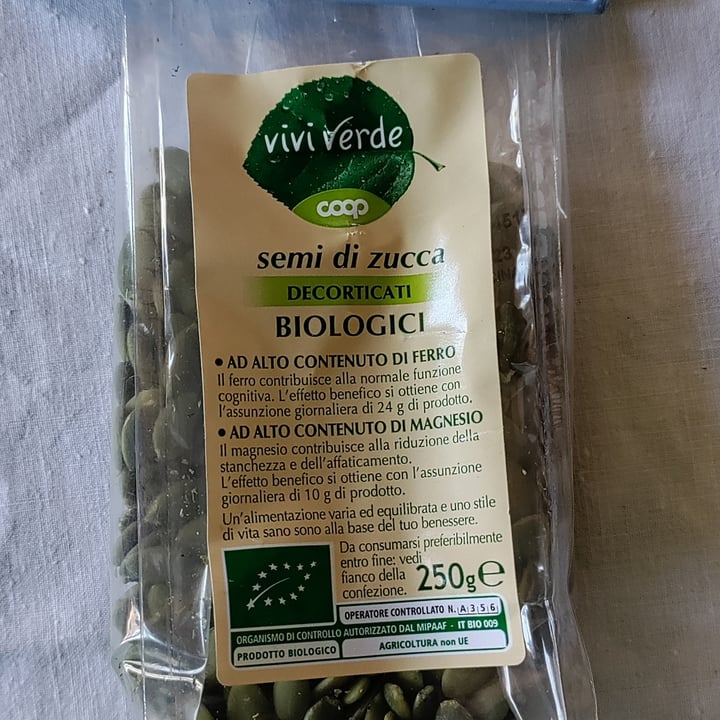 vivi verde
coop
semi di zucca
DECORTICATI
BIOLOGICI
• AD ALTO CONTENUTO DI FERRO
Il ferro contribuisce alla normale funzione
cognitiva. L'effetto benefico si ottiene con
l'assunzione giornaliera di 24 g di prodotto.
• AD ALTO CONTENUTO DI MAGNESIO
Il magnesio contribuisce alla riduzione della
stanchezza e dell'affaticamento.
L'effetto benefico si ottiene con l'assunzione
giornaliera di 10 g di prodotto.
Un'alimentazione varia ed equilibrata e uno stile
di vita sano sono alla base del tuo benessere.
Da consumarsi preferibilmente
entro fine: vedi
fianco della
confezione.
250g e
OPERATORE CONTROLLATO N. A356
ORGANISMO DI CONTROLLO AUTORIZZATO DAL MIPAAF - IT BIO 009
PRODOTTO BIOLOGICO
AGRICOLTURA non UE